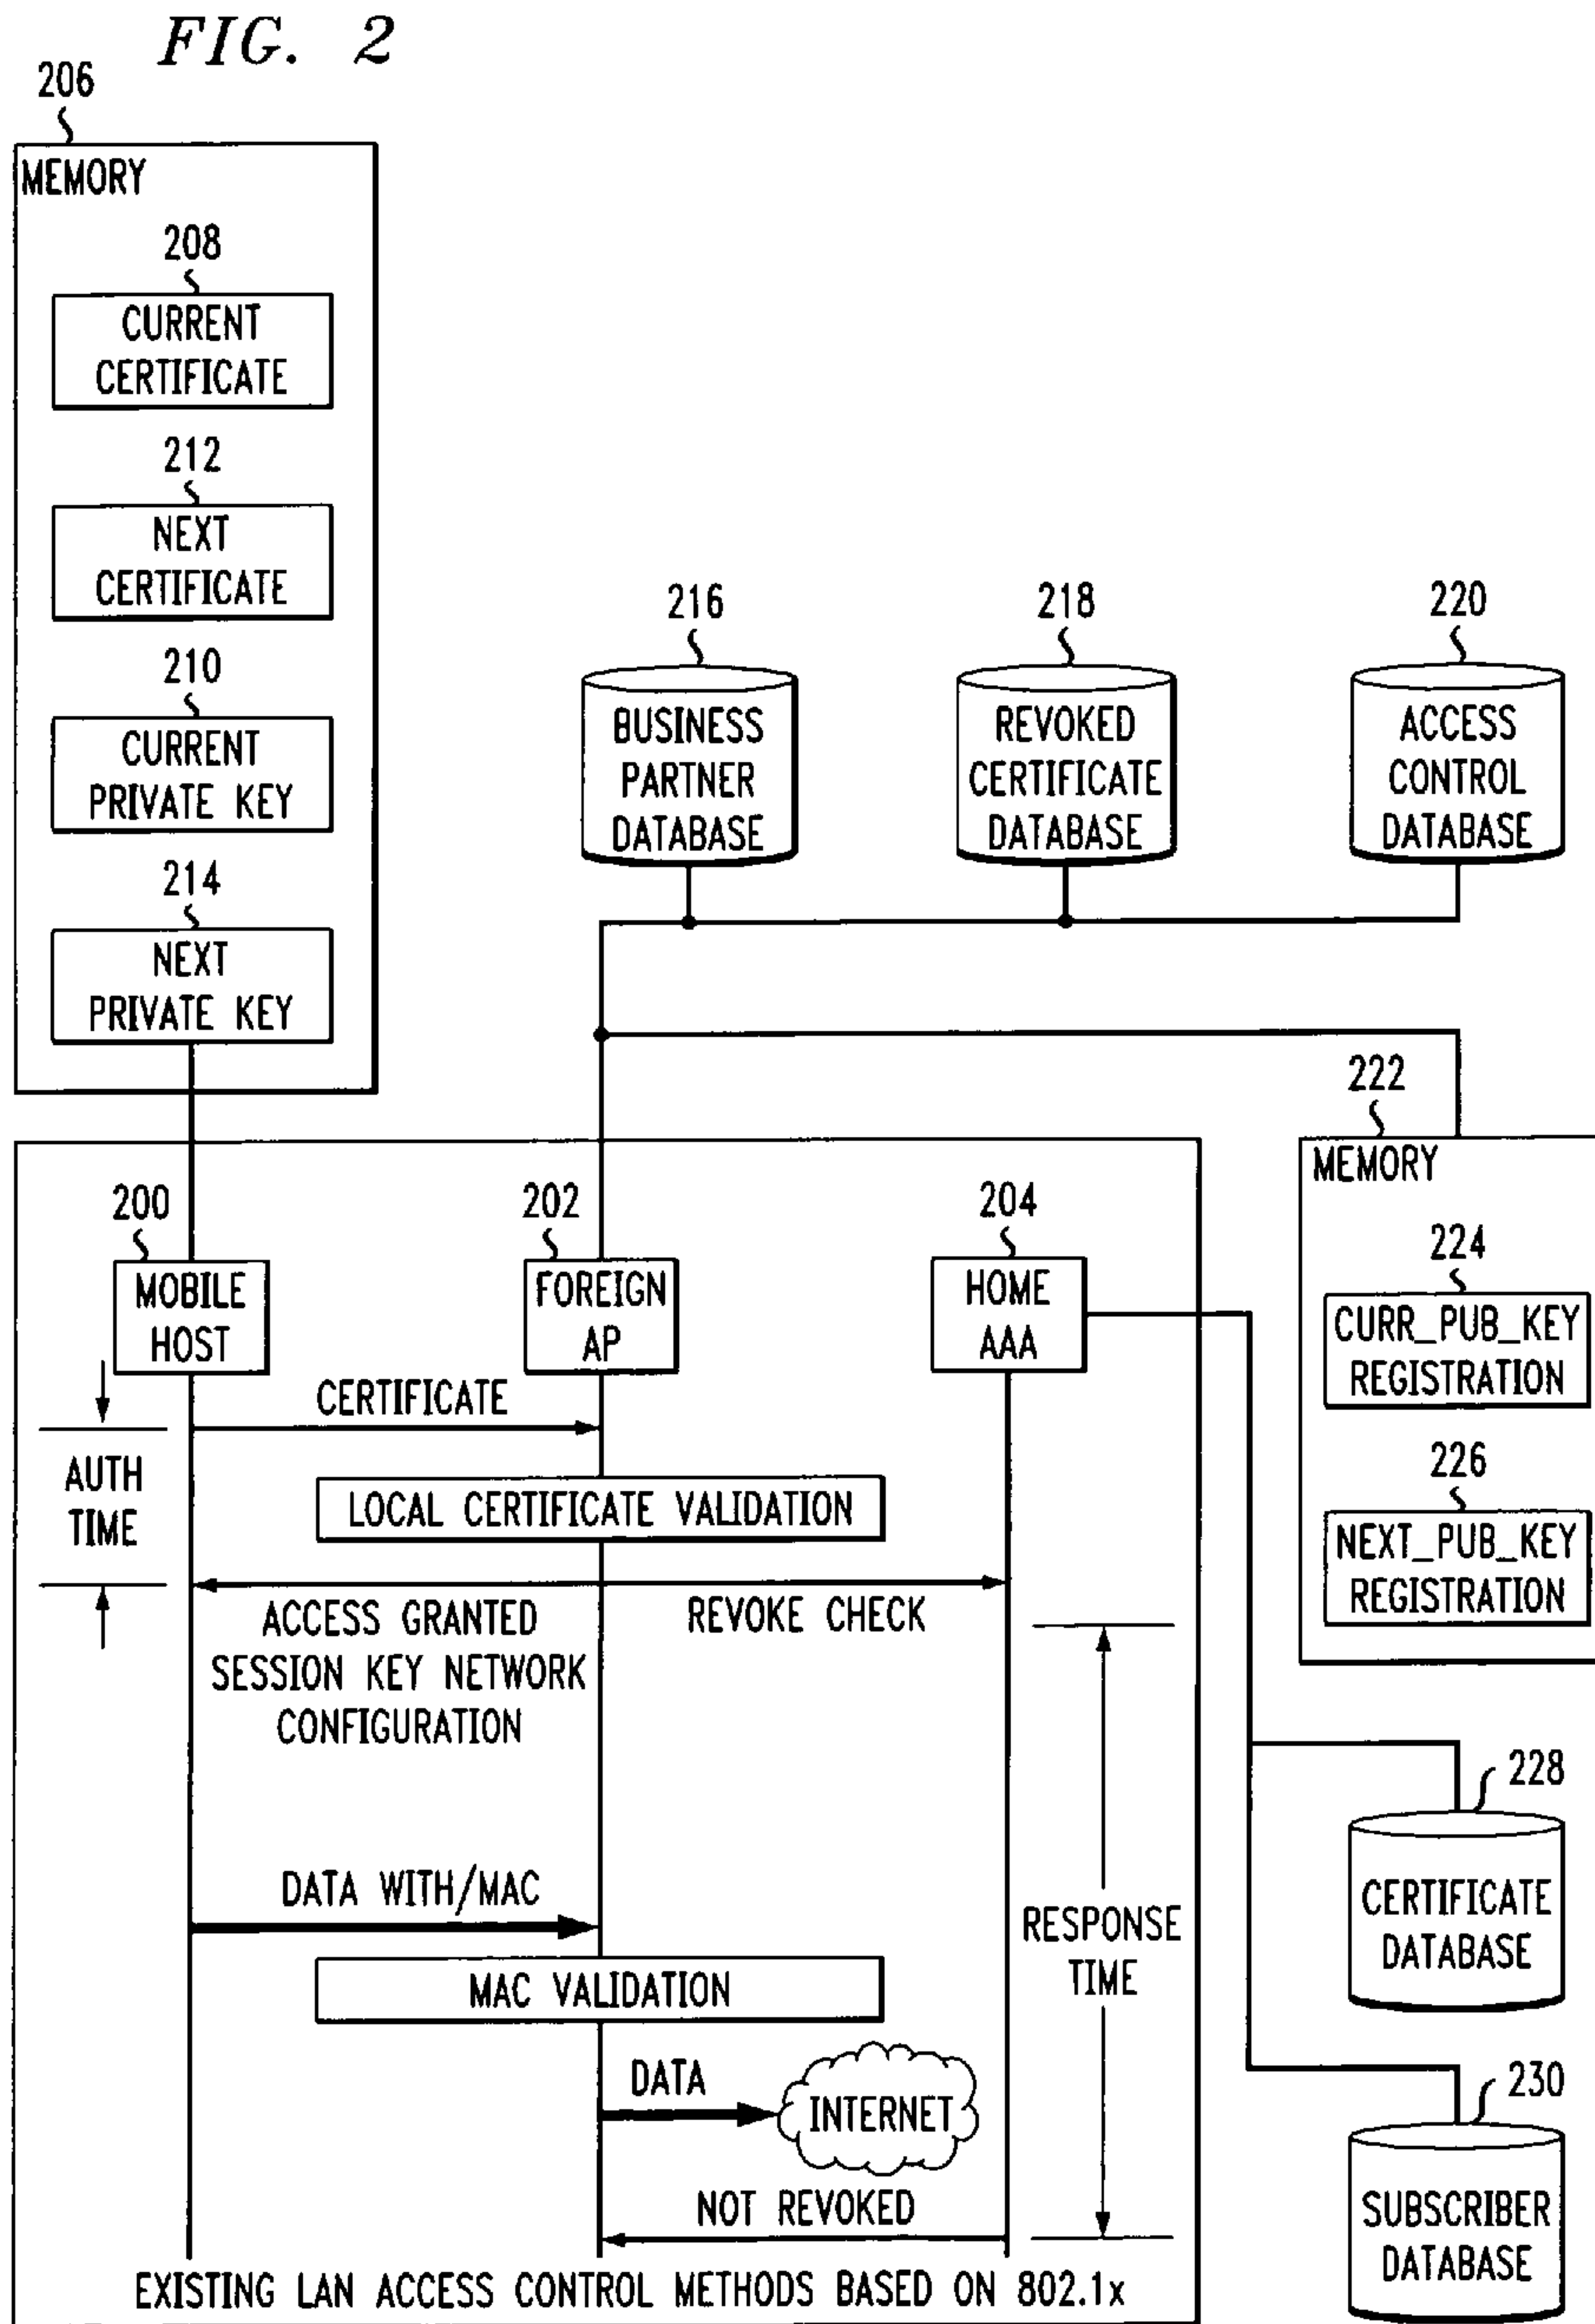 FIG. 2
206
MEMORY
208
CURRENT
CERTIFICATE
212
NEXT
CERTIFICATE
210
CURRENT
PRIVATE KEY
214
NEXT
PRIVATE KEY
216
BUSINESS
PARTNER
DATABASE
218
REVOKED
CERTIFICATE
DATABASE
220
ACCESS
CONTROL
DATABASE
222
MEMORY
224
CURR_PUB_KEY
REGISTRATION
226
NEXT_PUB_KEY
REGISTRATION
200
MOBILE
HOST
202
FOREIGN
AP
204
HOME
AAA
CERTIFICATE
AUTH
TIME
LOCAL CERTIFICATE VALIDATION
ACCESS GRANTED
SESSION KEY NETWORK
CONFIGURATION
REVOKE CHECK
DATA WITH/MAC
MAC VALIDATION
RESPONSE
TIME
DATA
INTERNET
NOT REVOKED
228
CERTIFICATE
DATABASE
230
SUBSCRIBER
DATABASE
EXISTING LAN ACCESS CONTROL METHODS BASED ON 802.1x